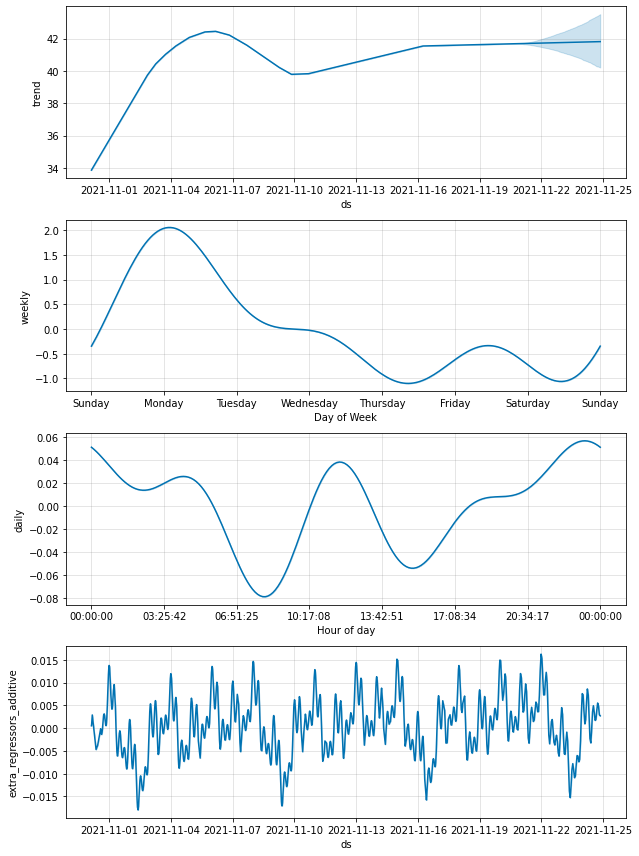 42
40
38
36
34
trend
2021-11-01 2021-11-04 2021-11-07 2021-11-10 2021-11-13 2021-11-16 2021-11-19 2021-11-22 2021-11-25
ds
2.0
1.5
1.0
0.5
0.0
−0.5
−1.0
weekly
Sunday Monday Tuesday Wednesday Thursday Friday Saturday Sunday
Day of Week
0.06
0.04
0.02
0.00
−0.02
−0.04
−0.06
−0.08
daily
00:00:00 03:25:42 06:51:25 10:17:08 13:42:51 17:08:34 20:34:17 00:00:00
Hour of day
0.015
0.010
0.005
0.000
−0.005
−0.010
−0.015
extra_regressors_additive
2021-11-01 2021-11-04 2021-11-07 2021-11-10 2021-11-13 2021-11-16 2021-11-19 2021-11-22 2021-11-25
ds